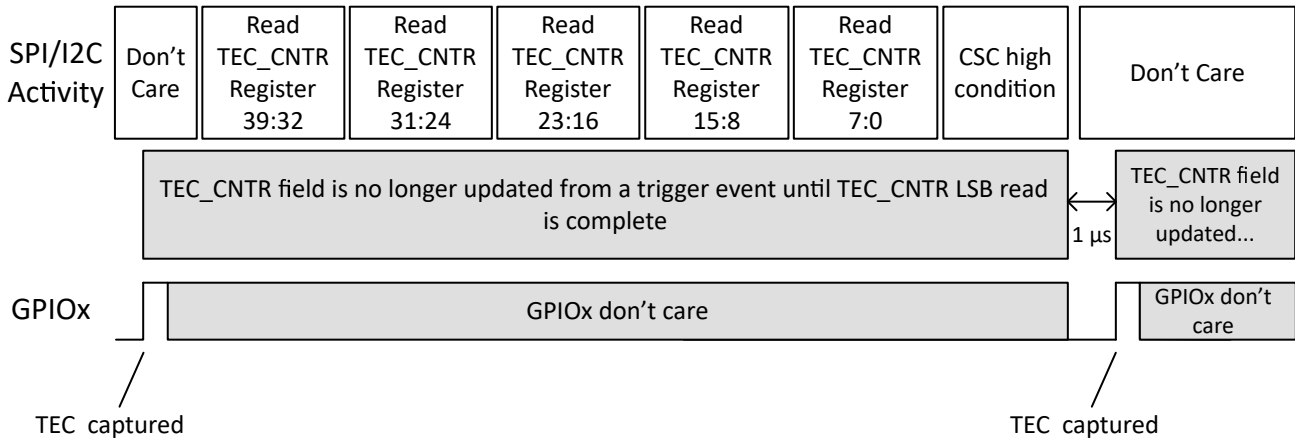 SPI/I2C
Activity
Don't
Care
Read
TEC_CNTR
Register
39:32
Read
TEC_CNTR
Register
31:24
Read
TEC_CNTR
Register
23:16
Read
TEC_CNTR
Register
15:8
Read
TEC_CNTR
Register
7:0
CSC high
condition
Don't Care
TEC_CNTR field is no longer updated from a trigger event until TEC_CNTR LSB read
is complete
1 µs
TEC_CNTR field
is no longer
updated...
GPIOx
GPIOx don't care
GPIOx don't
care
TEC captured
TEC captured